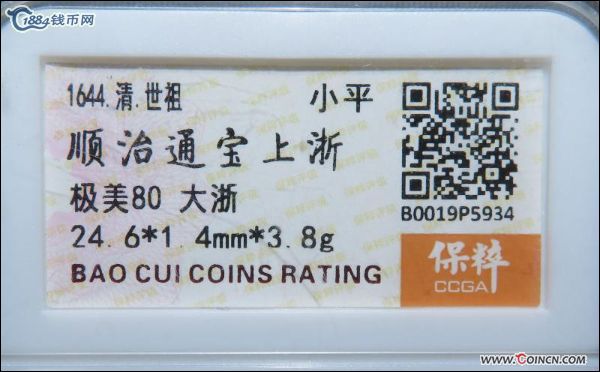 1884钱币网
1644.清.世祖 小平
顺治通宝上浙
极美80 大浙
24.6*1.4mm*3.8g
BAO CUI COINS RATING
B0019P5934
保粹
CCGA
WWW.COINCN.COM